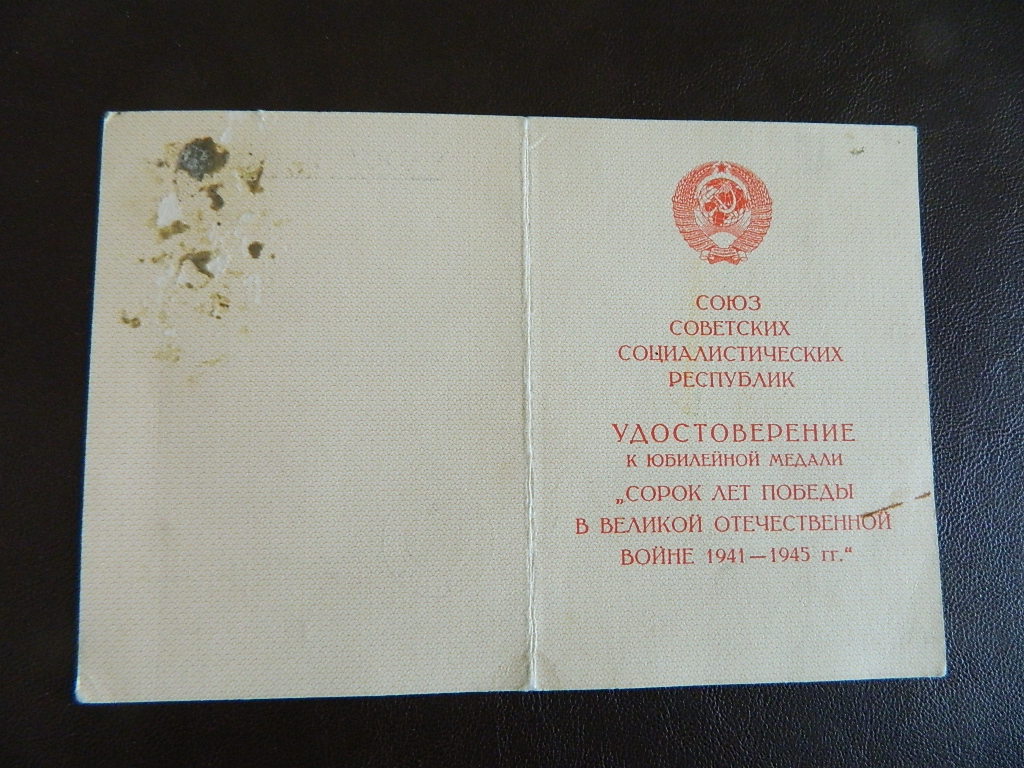 СОЮЗ
СОВЕТСКИХ
СОЦИАЛИСТИЧЕСКИХ
РЕСПУБЛИК
УДОСТОВЕРЕНИЕ
К ЮБИЛЕЙНОЙ МЕДАЛИ
„СОРОК ЛЕТ ПОБЕДЫ
В ВЕЛИКОЙ ОТЕЧЕСТВЕННОЙ
ВОЙНЕ 1941—1945 гг.“